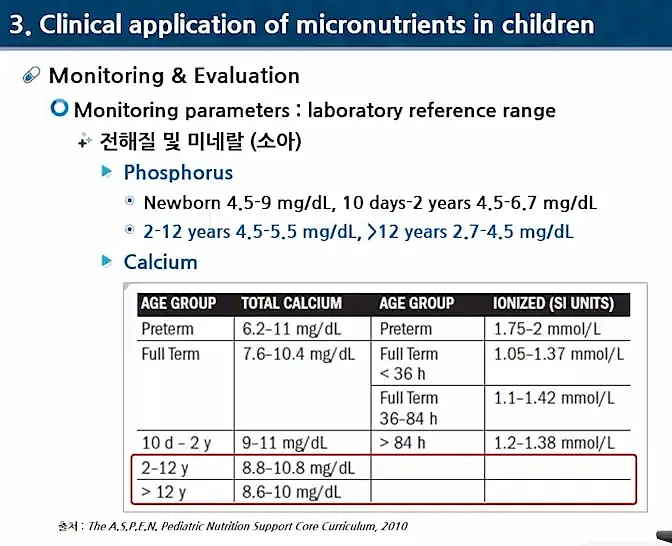 3. Clinical application of micronutrients in children
Monitoring & Evaluation
Monitoring parameters : laboratory reference range
전해질 및 미네랄 (소아)
Phosphorus
Newborn 4.5-9 mg/dL, 10 days-2 years 4.5-6.7 mg/dL
2-12 years 4.5-5.5 mg/dL, >12 years 2.7-4.5 mg/dL
Calcium
AGE GROUP TOTAL CALCIUM AGE GROUP IONIZED (SI UNITS)
Preterm 6.2–11 mg/dL Preterm 1.75–2 mmol/L
Full Term 7.6–10.4 mg/dL Full Term 1.05–1.37 mmol/L
< 36 h
Full Term 1.1–1.42 mmol/L
36–84 h
10 d – 2 y 9–11 mg/dL > 84 h 1.2–1.38 mmol/L
2–12 y 8.8–10.8 mg/dL
> 12 y 8.6–10 mg/dL
출처 : The A.S.P.E.N. Pediatric Nutrition Support Core Curriculum, 2010